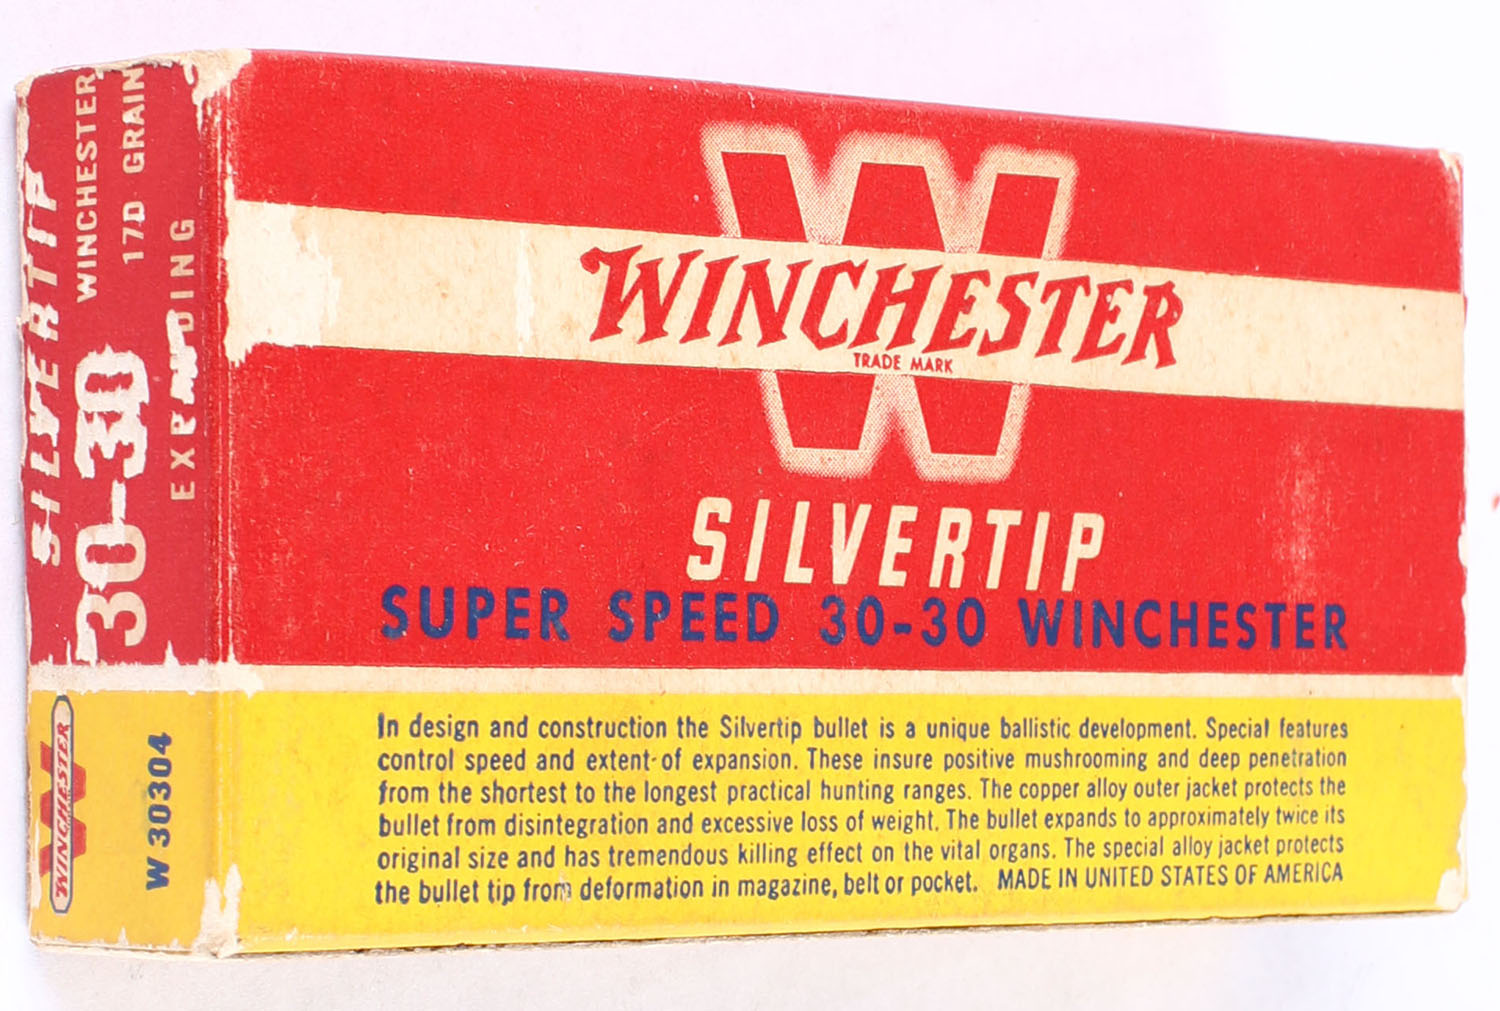 SILVERTIP
30-30 WINCHESTER
170 GRAIN
EXPANDING
WINCHESTER
W 30304
W
WINCHESTER
TRADE MARK
SILVERTIP
SUPER SPEED 30-30 WINCHESTER
In design and construction the Silvertip bullet is a unique ballistic development. Special features
control speed and extent of expansion. These insure positive mushrooming and deep penetration
from the shortest to the longest practical hunting ranges. The copper alloy outer jacket protects the
bullet from disintegration and excessive loss of weight. The bullet expands to approximately twice its
original size and has tremendous killing effect on the vital organs. The special alloy jacket protects
the bullet tip from deformation in magazine, belt or pocket. MADE IN UNITED STATES OF AMERICA